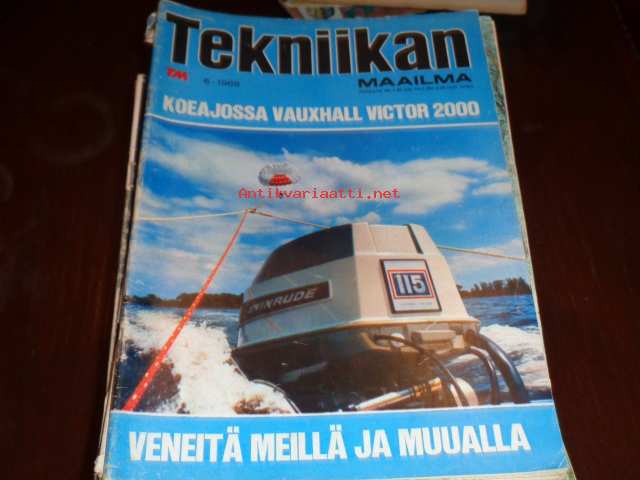 Tekniikan
MAAILMA
TM 6-1969
KOEAJOSSA VAUXHALL VICTOR 2000
Antikvariaatti.net
115
EVINRUDE
VENEITÄ MEILLÄ JA MUUALLA